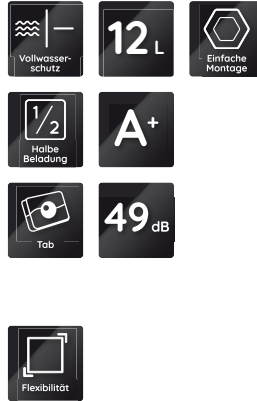 Vollwasser-
schutz
12 L
Einfache
Montage
1/2
Halbe
Beladung
A+
Tab
49 dB
Flexibilität